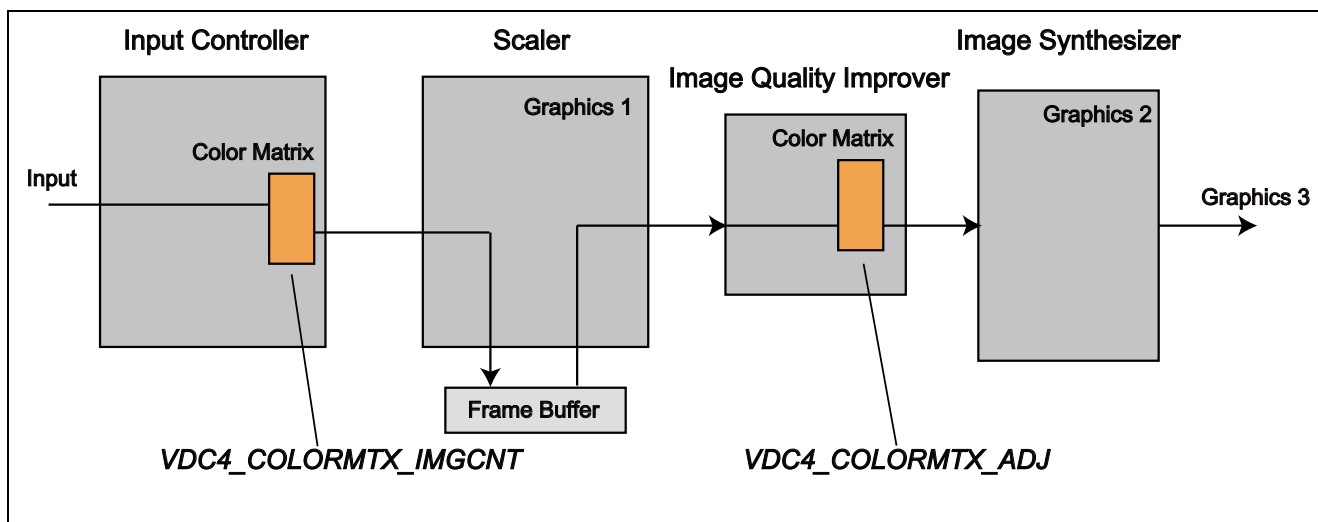 Input Controller
Scaler
Image Synthesizer
Image Quality Improver
Graphics 1
Graphics 2
Color Matrix
Color Matrix
Input
Graphics 3
Frame Buffer
VDC4_COLORMTX_IMGCNT
VDC4_COLORMTX_ADJ